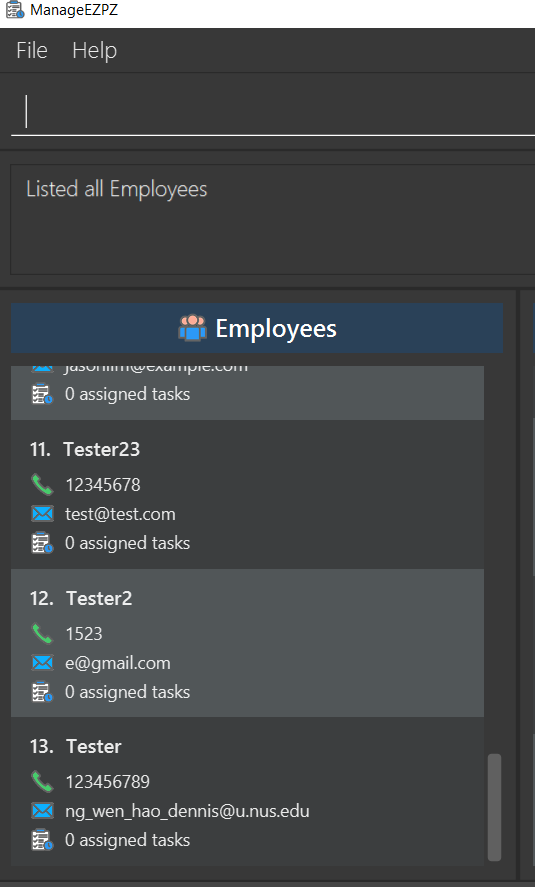 ManageEZPZ
File Help
Listed all Employees
Employees
jasonlim@example.com
0 assigned tasks
11. Tester23
12345678
test@test.com
0 assigned tasks
12. Tester2
1523
e@gmail.com
0 assigned tasks
13. Tester
123456789
ng_wen_hao_dennis@u.nus.edu
0 assigned tasks